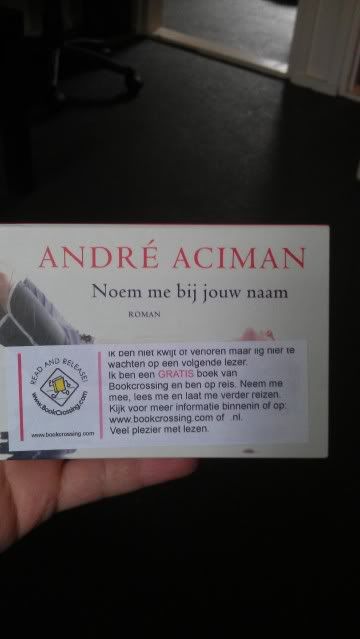 ANDRÉ ACIMAN
Noem me bij jouw naam
ROMAN
READ AND RELEASE!
www.BookCrossing.com
www.bookcrossing.com
Ik ben niet kwijt of verloren maar lig hier te
wachten op een volgende lezer.
Ik ben een GRATIS boek van
Bookcrossing en ben op reis. Neem me
mee, lees me en laat me verder reizen.
Kijk voor meer informatie binnenin of op:
www.bookcrossing.com of .nl.
Veel plezier met lezen.